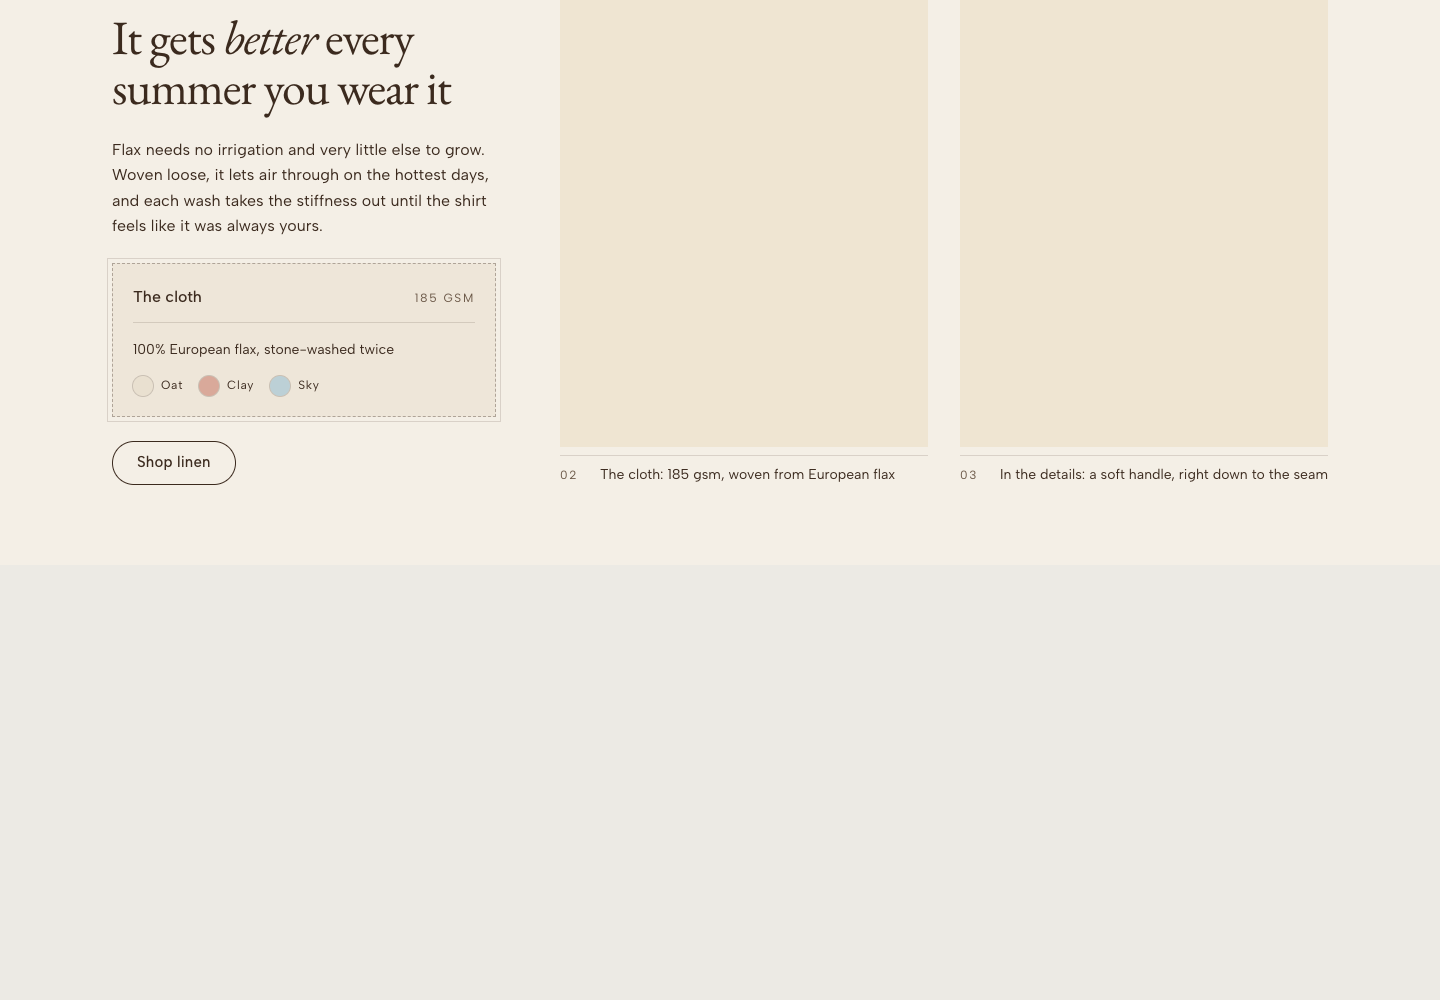 It gets better every
summer you wear it
Flax needs no irrigation and very little else to grow.
Woven loose, it lets air through on the hottest days,
and each wash takes the stiffness out until the shirt
feels like it was always yours.
The cloth
185 GSM
100% European flax, stone-washed twice
Oat
Clay
Sky
Shop linen
02 The cloth: 185 gsm, woven from European flax
03 In the details: a soft handle, right down to the seam